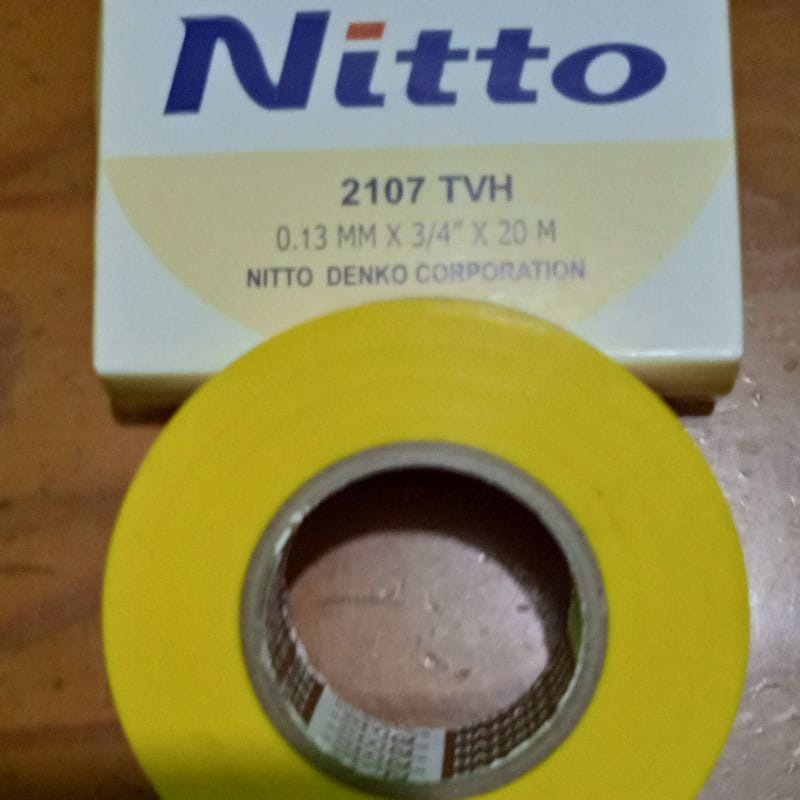 Nitto
2107 TVH
0.13 MM X 3/4" X 20 M
NITTO DENKO CORPORATION